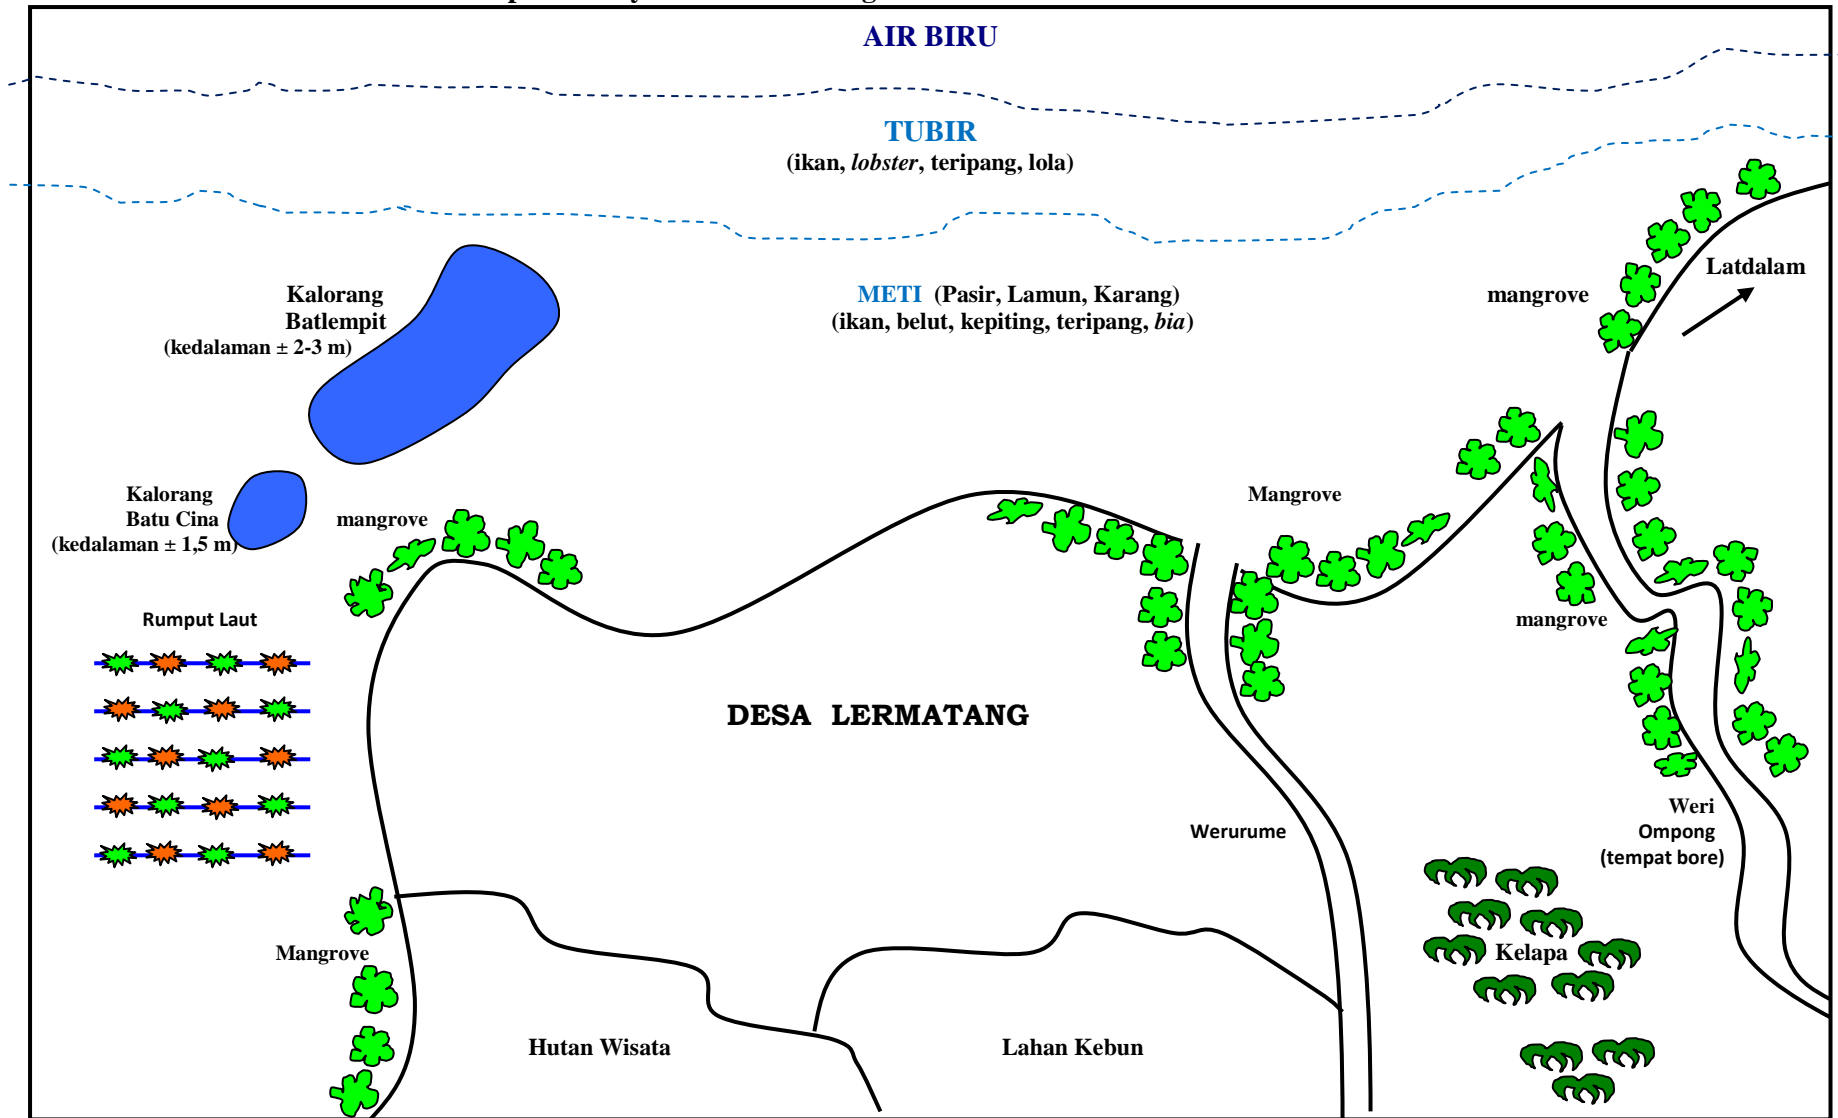 AIR BIRU
TUBIR
(ikan, lobster, teripang, lola)
Latdalam
mangrove
Kalorang
Batlempit
(kedalaman ± 2-3 m)
METI (Pasir, Lamun, Karang)
(ikan, belut, kepiting, teripang, bia)
Kalorang
Batu Cina
(kedalaman ± 1,5 m)
mangrove
Mangrove
Rumput Laut
mangrove
DESA LERMATANG
Werurume
Weri
Ompong
(tempat bore)
Mangrove
Kelapa
Hutan Wisata
Lahan Kebun